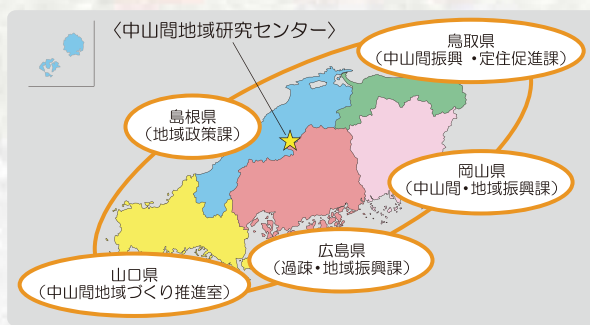 〈中山間地域研究センター〉
鳥取県
（中山間振興・定住促進課）
島根県
（地域政策課）
岡山県
（中山間・地域振興課）
広島県
（過疎・地域振興課）
山口県
（中山間地域づくり推進室）